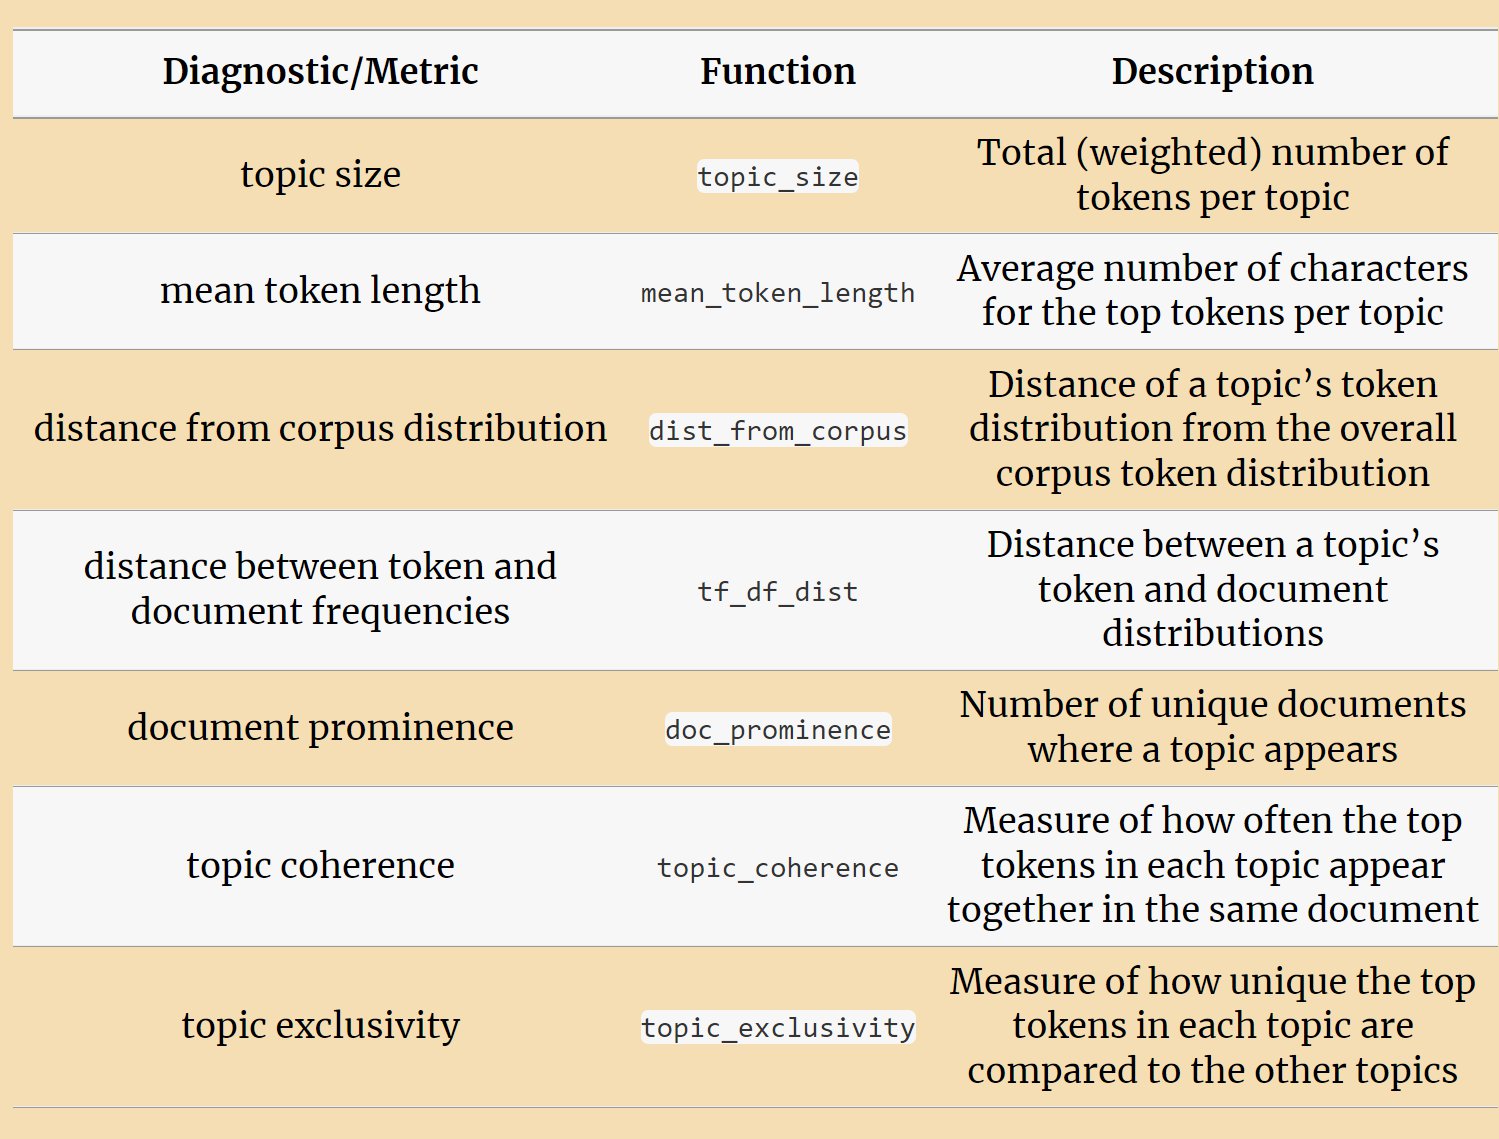 Diagnostic/Metric Function Description
topic size topic_size Total (weighted) number of
tokens per topic
mean token length mean_token_length Average number of characters
for the top tokens per topic
distance from corpus distribution dist_from_corpus Distance of a topic’s token
distribution from the overall
corpus token distribution
distance between token and
document frequencies tf_df_dist Distance between a topic’s
token and document
distributions
document prominence doc_prominence Number of unique documents
where a topic appears
topic coherence topic_coherence Measure of how often the top
tokens in each topic appear
together in the same document
topic exclusivity topic_exclusivity Measure of how unique the top
tokens in each topic are
compared to the other topics